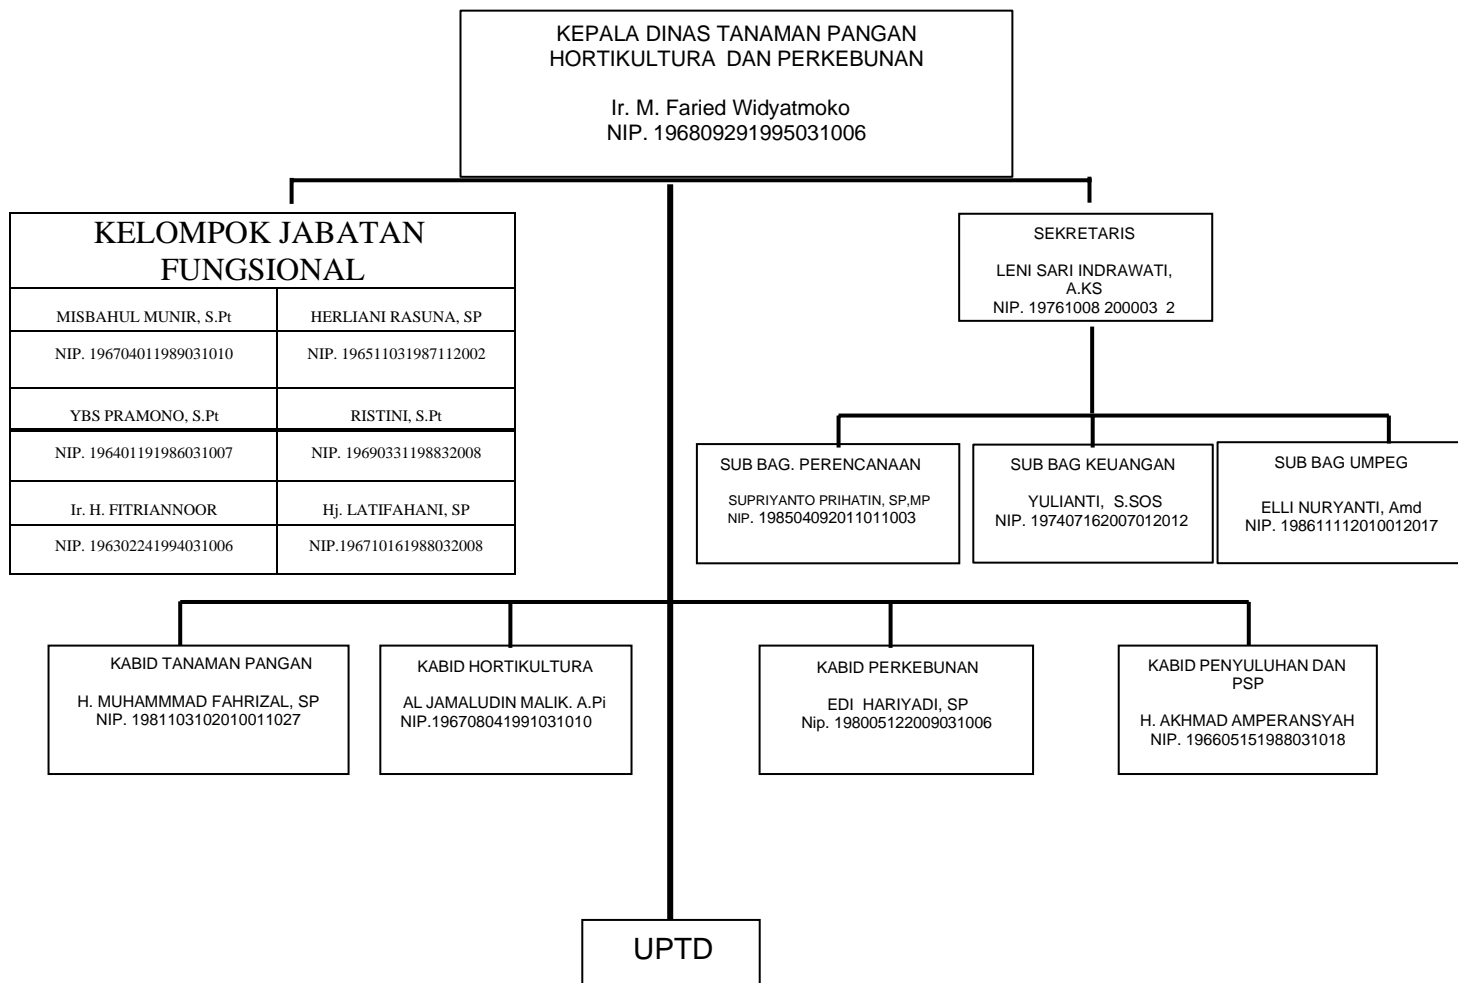 KEPALA DINAS TANAMAN PANGAN
HORTIKULTURA DAN PERKEBUNAN
Ir. M. Faried Widyatmoko
NIP. 196809291995031006
KELOMPOK JABATAN
FUNGSIONAL
MISBAHUL MUNIR, S.Pt
HERLIANI RASUNA, SP
NIP. 196704011989031010
NIP. 196511031987112002
YBS PRAMONO, S.Pt
RISTINI, S.Pt
NIP. 196401191986031007
NIP. 19690331198832008
Ir. H. FITRIANNOOR
Hj. LATIFAHANI, SP
NIP. 196302241994031006
NIP.196710161988032008
SEKRETARIS
LENI SARI INDRAWATI,
A.KS
NIP. 19761008 200003 2
SUB BAG. PERENCANAAN
SUPRIYANTO PRIHATIN, SP,MP
NIP. 198504092011011003
SUB BAG KEUANGAN
YULIANTI, S.SOS
NIP. 197407162007012012
SUB BAG UMPEG
ELLI NURYANTI, Amd
NIP. 198611112010012017
KABID TANAMAN PANGAN
H. MUHAMMMAD FAHRIZAL, SP
NIP. 1981103102010011027
KABID HORTIKULTURA
AL JAMALUDIN MALIK. A.Pi
NIP.196708041991031010
KABID PERKEBUNAN
EDI HARIYADI, SP
Nip. 198005122009031006
KABID PENYULUHAN DAN
PSP
H. AKHMAD AMPERANSYAH
NIP. 196605151988031018
UPTD